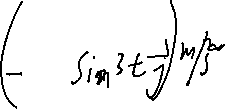 ( - sin 3t j ) m/s